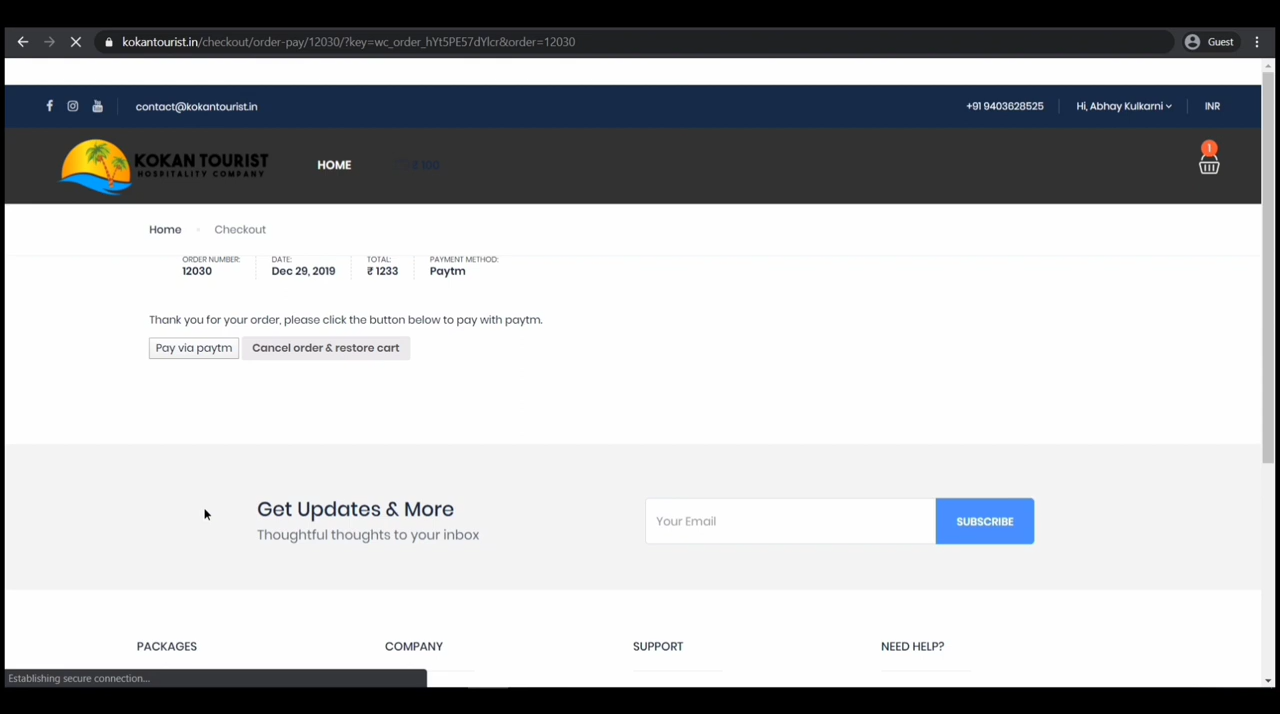 kokantourist.in/checkout/order-pay/12030/?key=wc_order_hYt5PE57dYlcr&order=12030
Guest
contact@kokantourist.in
+91 9403628525
Hi, Abhay Kulkarni
INR
KOKAN TOURIST
HOSPITALITY COMPANY
HOME
₹ 100
1
Home
Checkout
ORDER NUMBER:
12030
DATE:
Dec 29, 2019
TOTAL:
₹ 1233
PAYMENT METHOD:
Paytm
Thank you for your order, please click the button below to pay with paytm.
Pay via paytm
Cancel order & restore cart
Get Updates & More
Thoughtful thoughts to your inbox
Your Email
SUBSCRIBE
PACKAGES
COMPANY
SUPPORT
NEED HELP?
Establishing secure connection...